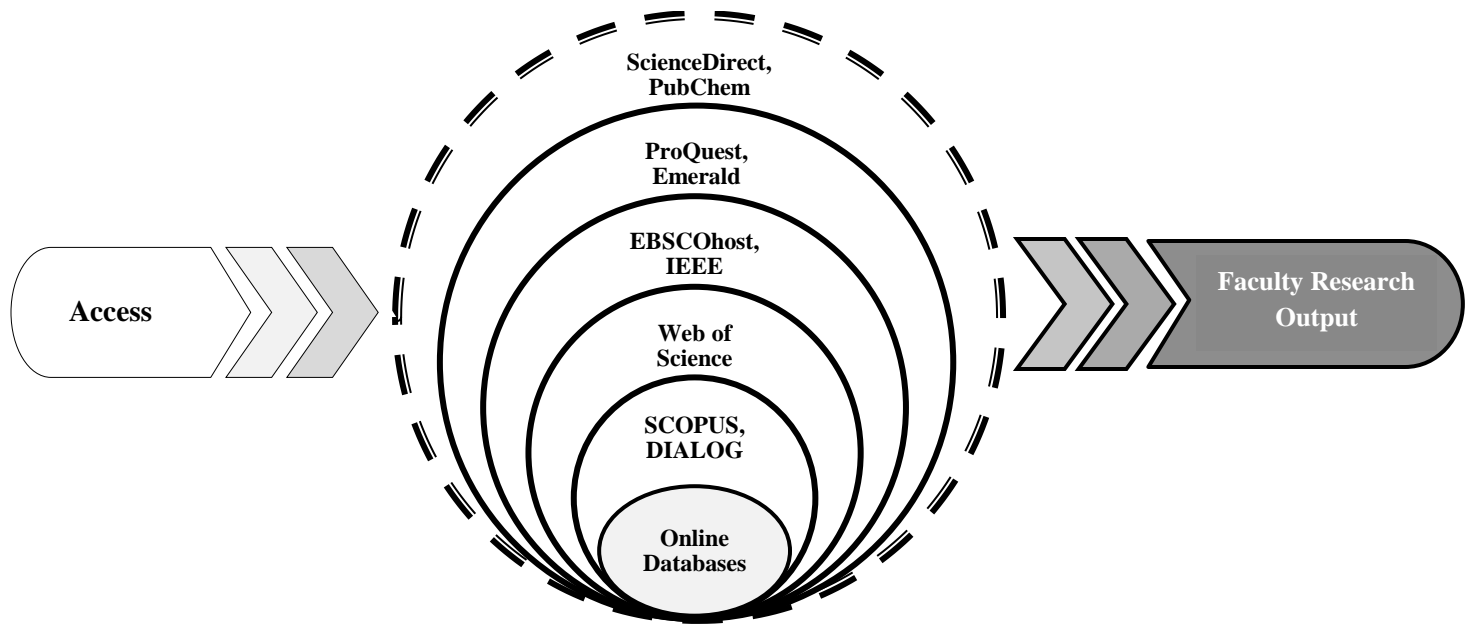 Access
ScienceDirect,
PubChem
ProQuest,
Emerald
EBSCOhost,
IEEE
Web of
Science
SCOPUS,
DIALOG
Online
Databases
Faculty Research
Output